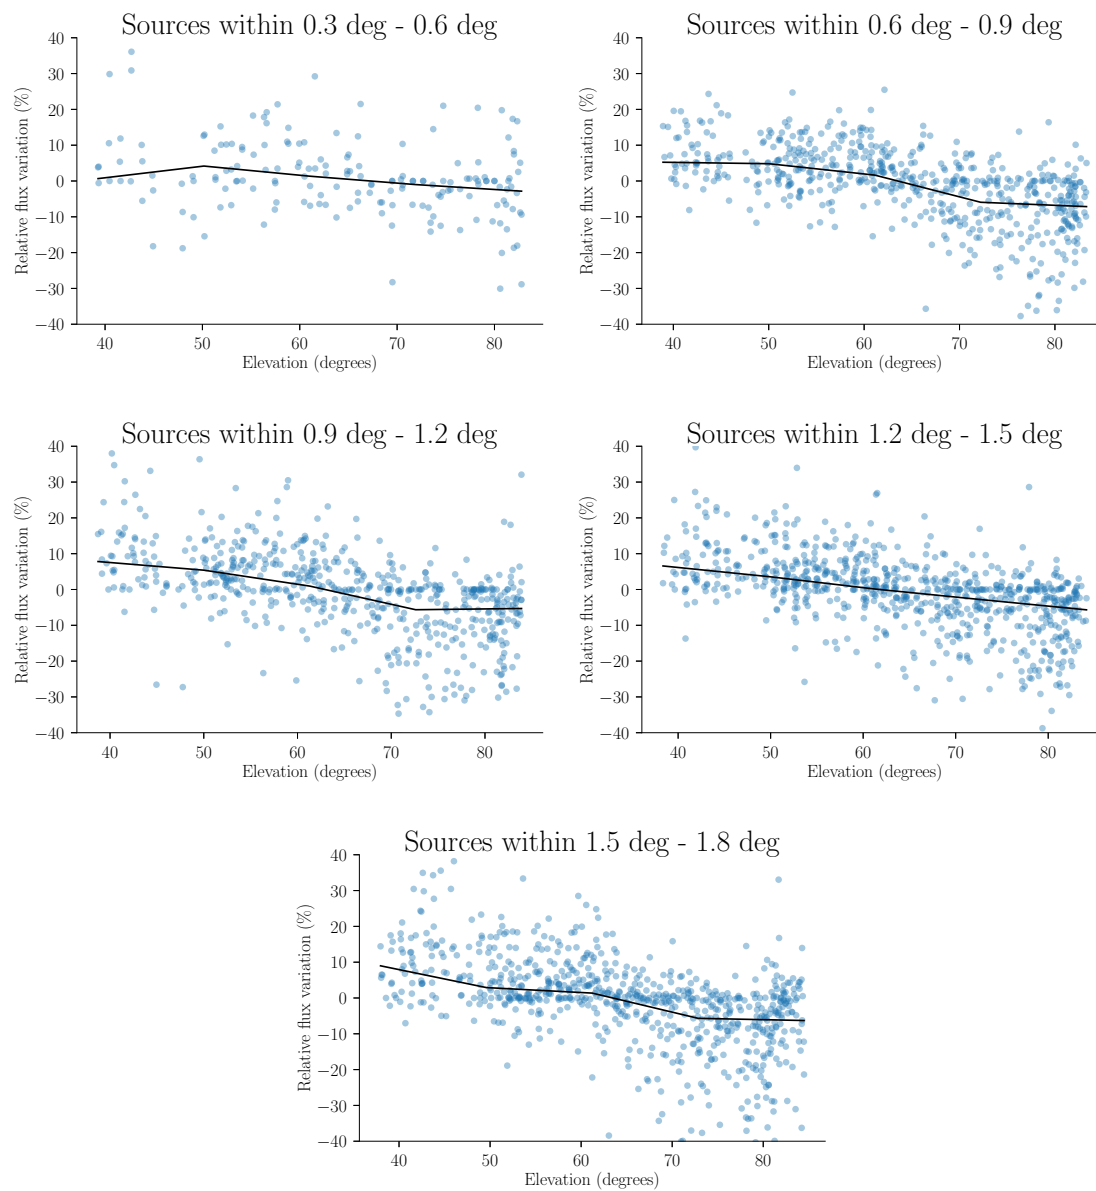 Sources within 0.3 deg - 0.6 deg
40
30
20
10
0
−10
−20
−30
−40
Relative flux variation (%)
40 50 60 70 80
Elevation (degrees)
Sources within 0.6 deg - 0.9 deg
40
30
20
10
0
−10
−20
−30
−40
Relative flux variation (%)
40 50 60 70 80
Elevation (degrees)
Sources within 0.9 deg - 1.2 deg
40
30
20
10
0
−10
−20
−30
−40
Relative flux variation (%)
40 50 60 70 80
Elevation (degrees)
Sources within 1.2 deg - 1.5 deg
40
30
20
10
0
−10
−20
−30
−40
Relative flux variation (%)
40 50 60 70 80
Elevation (degrees)
Sources within 1.5 deg - 1.8 deg
40
30
20
10
0
−10
−20
−30
−40
Relative flux variation (%)
40 50 60 70 80
Elevation (degrees)